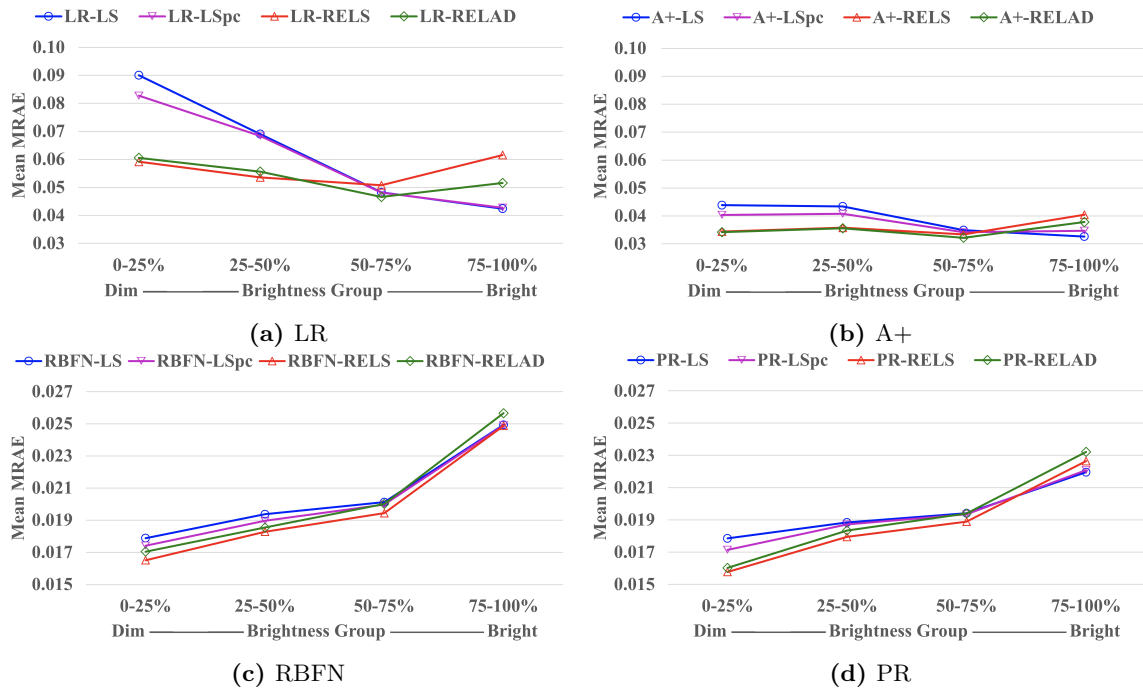 LR-LS LR-LSpc LR-RELS LR-RELAD
Mean MRAE
0.10
0.09
0.08
0.07
0.06
0.05
0.04
0.03
0-25% 25-50% 50-75% 75-100%
Dim Brightness Group Bright
(a) LR
A+-LS A+-LSpc A+-RELS A+-RELAD
Mean MRAE
0.10
0.09
0.08
0.07
0.06
0.05
0.04
0.03
0-25% 25-50% 50-75% 75-100%
Dim Brightness Group Bright
(b) A+
RBFN-LS RBFN-LSpc RBFN-RELS RBFN-RELAD
Mean MRAE
0.027
0.025
0.023
0.021
0.019
0.017
0.015
0-25% 25-50% 50-75% 75-100%
Dim Brightness Group Bright
(c) RBFN
PR-LS PR-LSpc PR-RELS PR-RELAD
Mean MRAE
0.027
0.025
0.023
0.021
0.019
0.017
0.015
0-25% 25-50% 50-75% 75-100%
Dim Brightness Group Bright
(d) PR